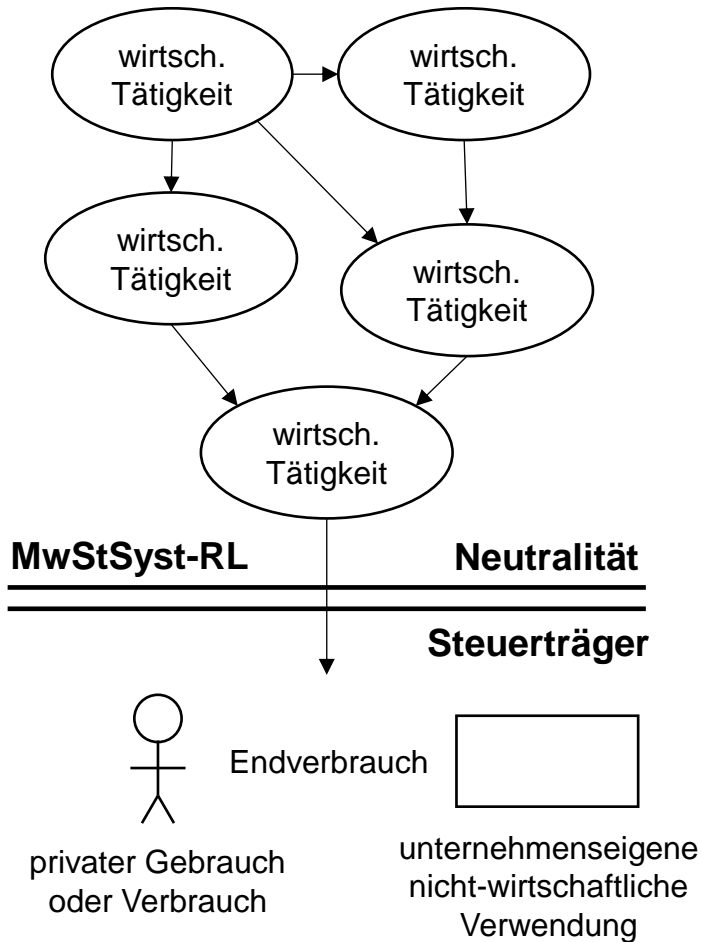 wirtsch.
Tätigkeit
wirtsch.
Tätigkeit
wirtsch.
Tätigkeit
wirtsch.
Tätigkeit
wirtsch.
Tätigkeit
MwStSyst-RL
Neutralität
Steuerträger
Endverbrauch
privater Gebrauch
oder Verbrauch
unternehmenseigene
nicht-wirtschaftliche
Verwendung